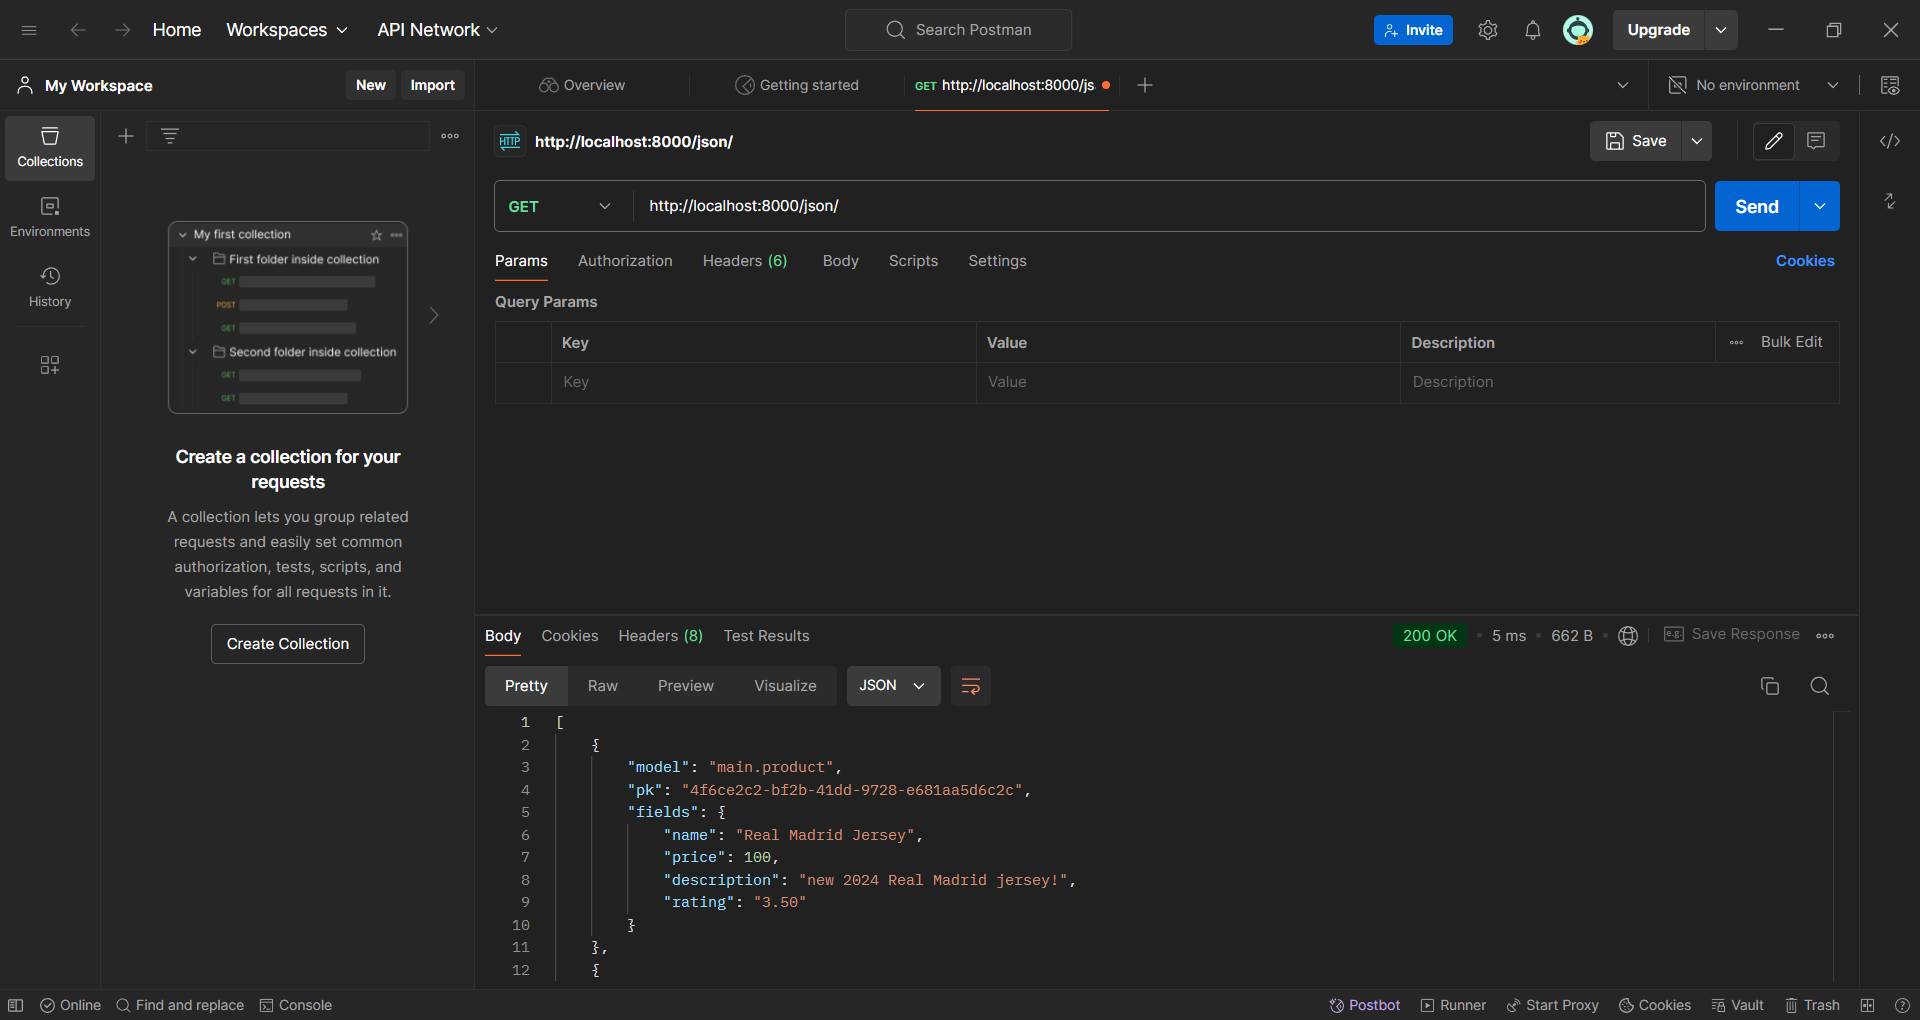 Home Workspaces API Network Search Postman Invite Upgrade
My Workspace New Import Overview Getting started GET http://localhost:8000/js No environment
Collections
Environments
History
My first collection
First folder inside collection
GET
POST
GET
Second folder inside collection
GET
GET
Create a collection for your
requests
A collection lets you group related
requests and easily set common
authorization, tests, scripts, and
variables for all requests in it.
Create Collection
HTTP http://localhost:8000/json/ Save
GET http://localhost:8000/json/ Send
Params Authorization Headers (6) Body Scripts Settings Cookies
Query Params
Key Value Description Bulk Edit
Key Value Description
Body Cookies Headers (8) Test Results 200 OK 5 ms 662 B e.g. Save Response
Pretty Raw Preview Visualize JSON
1 [
2 {
3 "model": "main.product",
4 "pk": "4f6ce2c2-bf2b-41dd-9728-e681aa5d6c2c",
5 "fields": {
6 "name": "Real Madrid Jersey",
7 "price": 100,
8 "description": "new 2024 Real Madrid jersey!",
9 "rating": "3.50"
10 }
11 },
12 {
Online Find and replace Console Postbot Runner Start Proxy Cookies Vault Trash